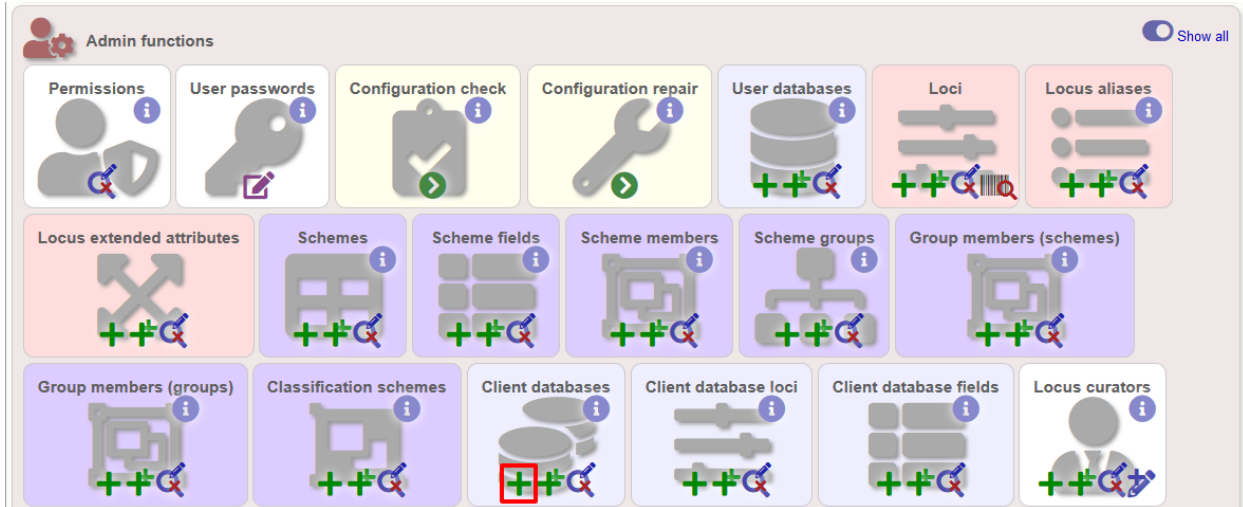 Admin functions
Show all
Permissions
User passwords
Configuration check
Configuration repair
User databases
Loci
Locus aliases
Locus extended attributes
Schemes
Scheme fields
Scheme members
Scheme groups
Group members (schemes)
Group members (groups)
Classification schemes
Client databases
Client database loci
Client database fields
Locus curators